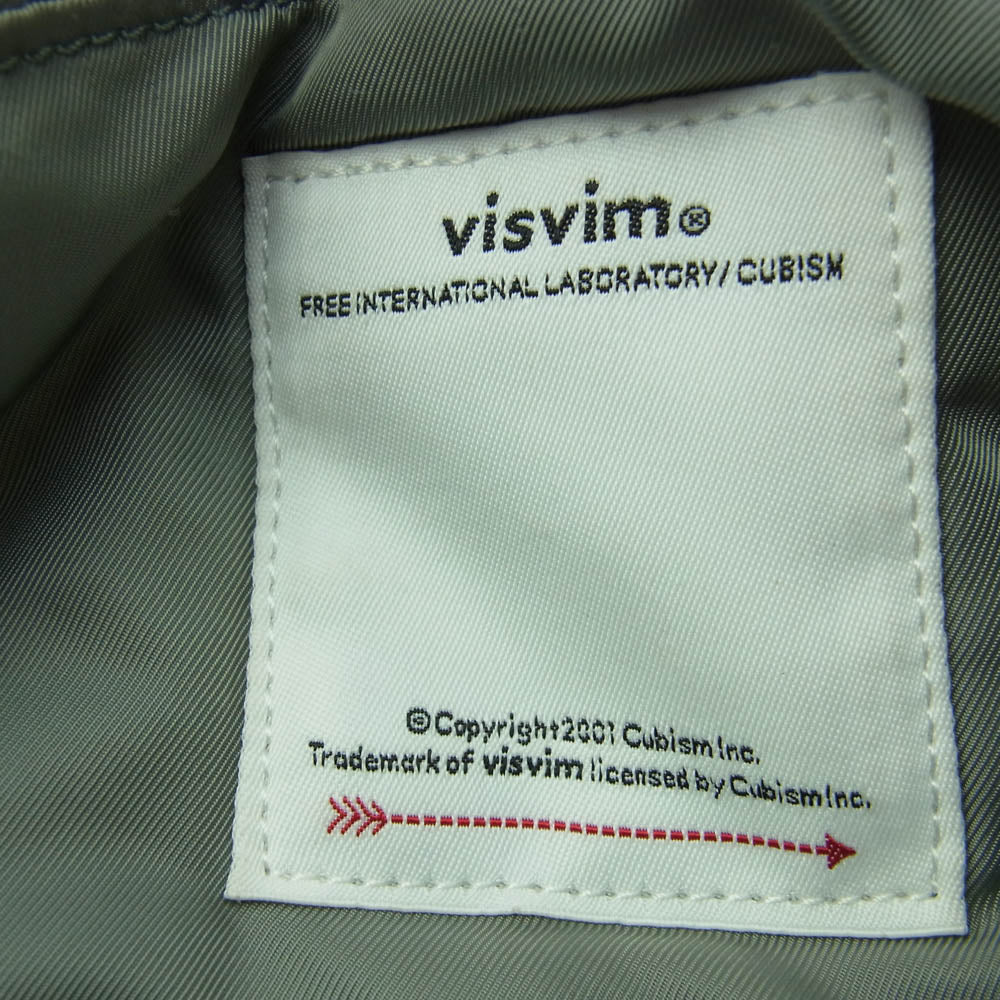 visvim®
FREE INTERNATIONAL LABORATORY/CUBISM
©Copyright2001 Cubism Inc.
Trademark of visvim licensed by Cubism Inc.